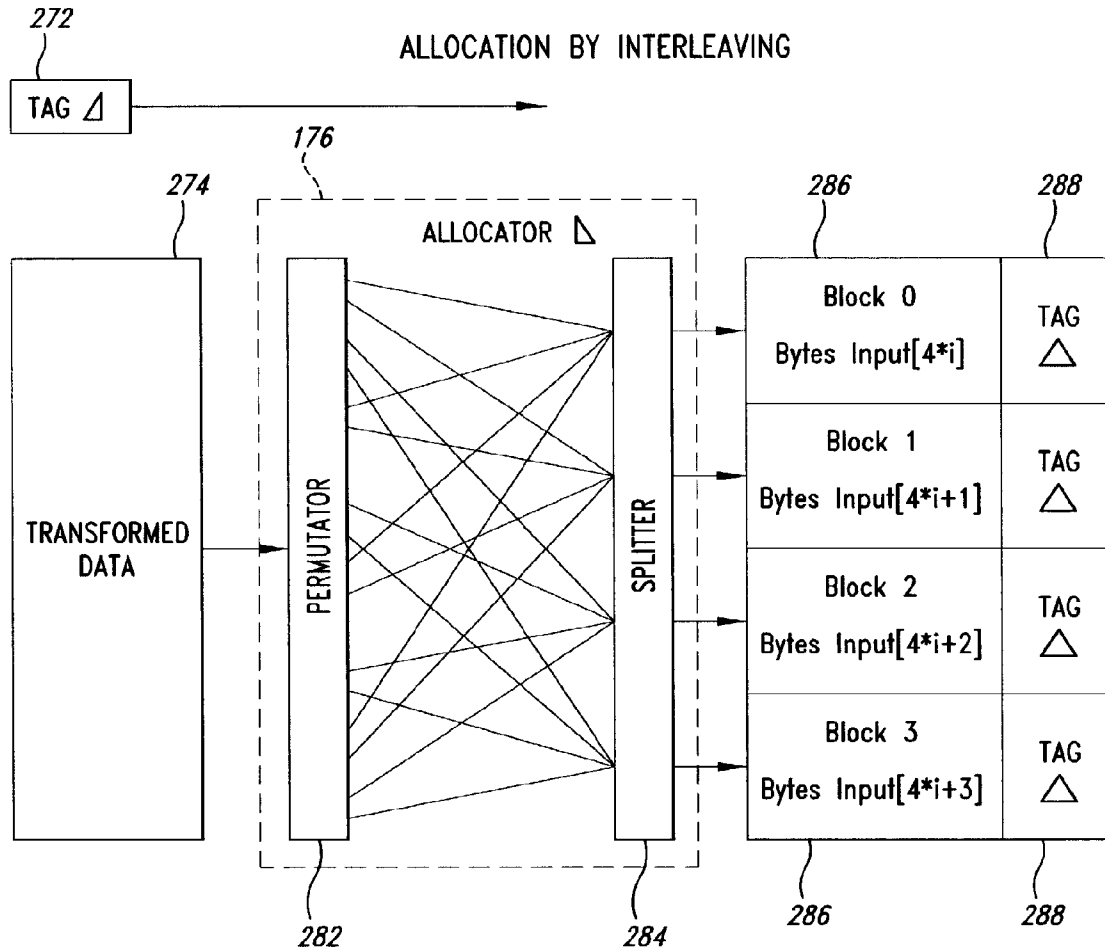 272
ALLOCATION BY INTERLEAVING
TAG
176
274
286
288
ALLOCATOR
TRANSFORMED
DATA
PERMUTATOR
SPLITTER
Block 0
Bytes Input[4*i]
TAG
Block 1
Bytes Input[4*i+1]
TAG
Block 2
Bytes Input[4*i+2]
TAG
Block 3
Bytes Input[4*i+3]
TAG
282
284
286
288